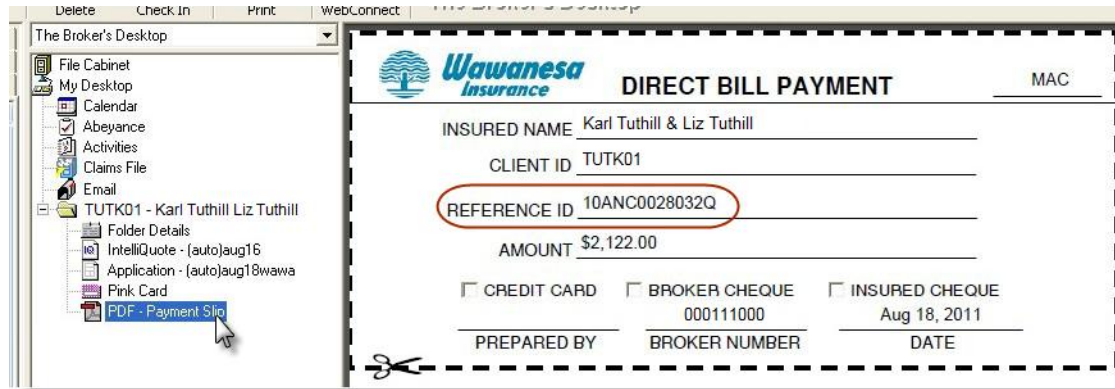 Delete Check In Print WebConnect The Broker's Desktop
The Broker's Desktop
File Cabinet
My Desktop
Calendar
Abeyance
Activities
Claims File
Email
TUTK01 - Karl Tuthill Liz Tuthill
Folder Details
IntelliQuote - (auto)aug16
Application - (auto)aug18wawa
Pink Card
PDF - Payment Slip
Wawanesa
Insurance
DIRECT BILL PAYMENT MAC
INSURED NAME Karl Tuthill & Liz Tuthill
CLIENT ID TUTK01
REFERENCE ID 10ANC0028032Q
AMOUNT $2,122.00
CREDIT CARD BROKER CHEQUE INSURED CHEQUE
000111000 Aug 18, 2011
PREPARED BY BROKER NUMBER DATE